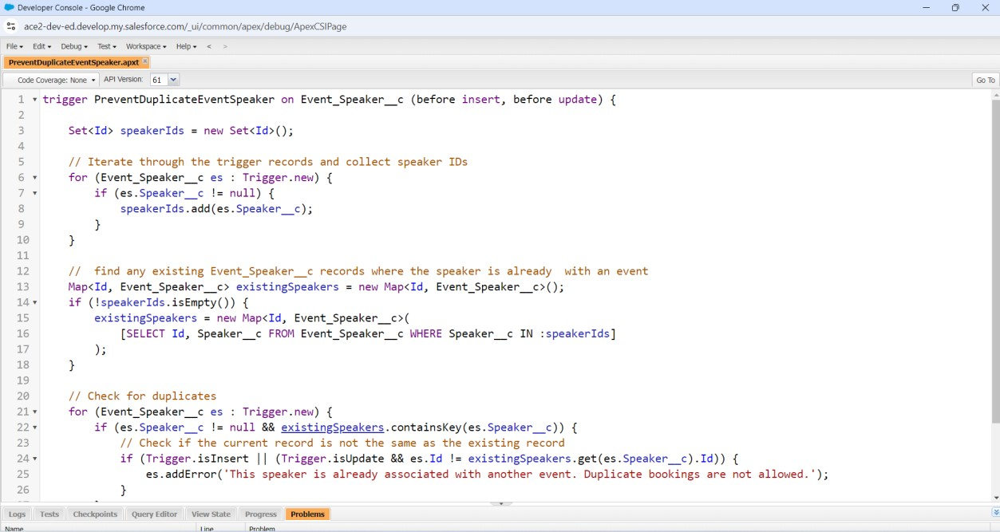 Developer Console - Google Chrome
ace2-dev-ed.develop.my.salesforce.com/_ui/common/apex/debug/ApexCSIPage
File Edit Debug Test Workspace Help < >
PreventDuplicateEventSpeaker.apxt
Code Coverage: None API Version: 61 Go To
1 trigger PreventDuplicateEventSpeaker on Event_Speaker__c (before insert, before update) {
2
3 Set<Id> speakerIds = new Set<Id>();
4
5 // Iterate through the trigger records and collect speaker IDs
6 for (Event_Speaker__c es : Trigger.new) {
7 if (es.Speaker__c != null) {
8 speakerIds.add(es.Speaker__c);
9 }
10 }
11
12 //  find any existing Event_Speaker__c records where the speaker is already  with an event
13 Map<Id, Event_Speaker__c> existingSpeakers = new Map<Id, Event_Speaker__c>();
14 if (!speakerIds.isEmpty()) {
15 existingSpeakers = new Map<Id, Event_Speaker__c>(
16 [SELECT Id, Speaker__c FROM Event_Speaker__c WHERE Speaker__c IN :speakerIds]
17 );
18 }
19
20 // Check for duplicates
21 for (Event_Speaker__c es : Trigger.new) {
22 if (es.Speaker__c != null && existingSpeakers.containsKey(es.Speaker__c)) {
23 // Check if the current record is not the same as the existing record
24 if (Trigger.isInsert || (Trigger.isUpdate && es.Id != existingSpeakers.get(es.Speaker__c).Id)) {
25 es.addError('This speaker is already associated with another event. Duplicate bookings are not allowed.');
26 }
Logs Tests Checkpoints Query Editor View State Progress Problems
Name Line Problem